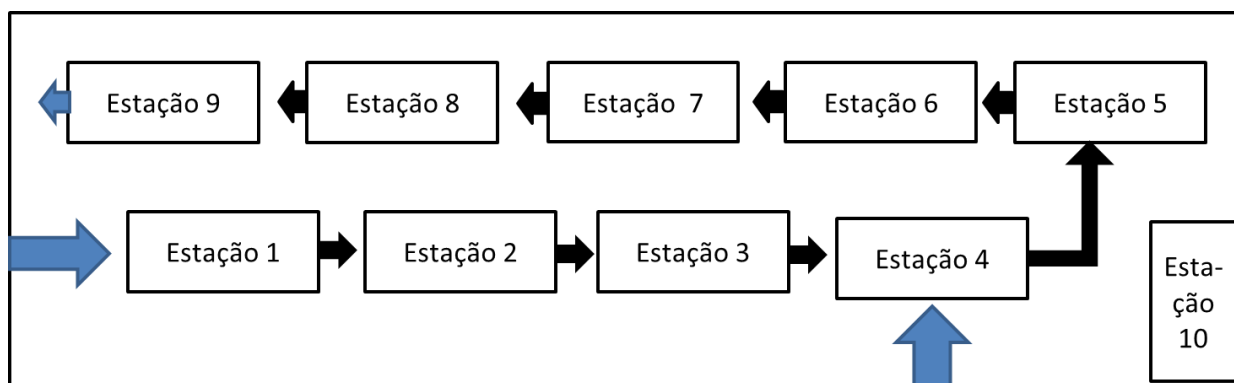 Estação 9
Estação 8
Estação  7
Estação 6
Estação 5
Estação 1
Estação 2
Estação 3
Estação 4
Esta-
ção
10